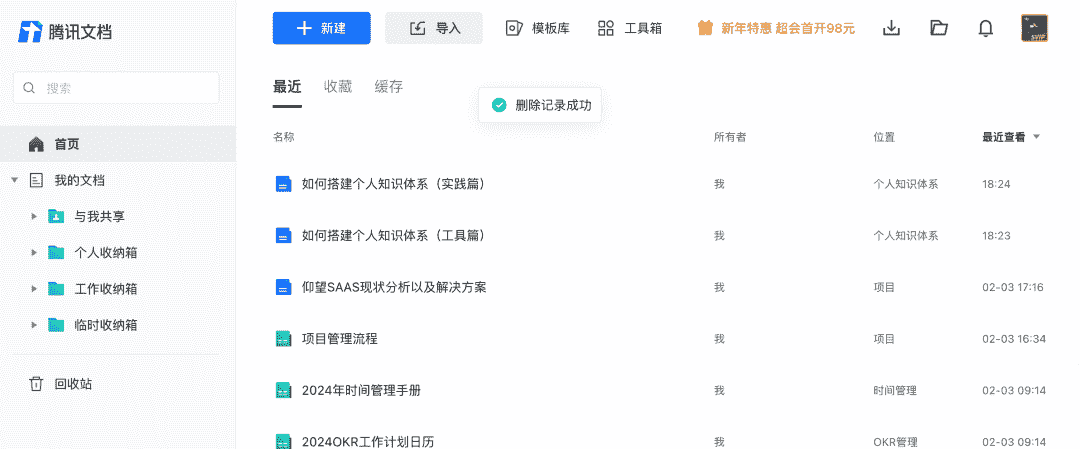 腾讯文档
新建 导入 模板库 工具箱 新年特惠 超会首开98元
SVIP
搜索
最近 收藏 缓存
删除记录成功
首页
我的文档
与我共享
个人收纳箱
工作收纳箱
临时收纳箱
回收站
名称 所有者 位置 最近查看
如何搭建个人知识体系（实践篇） 我 个人知识体系 18:24
如何搭建个人知识体系（工具篇） 我 个人知识体系 18:23
仰望SAAS现状分析以及解决方案 我 项目 02-03 17:16
项目管理流程 我 项目 02-03 16:34
2024年时间管理手册 我 时间管理 02-03 09:14
2024OKR工作计划日历 我 OKR管理 02-03 09:14